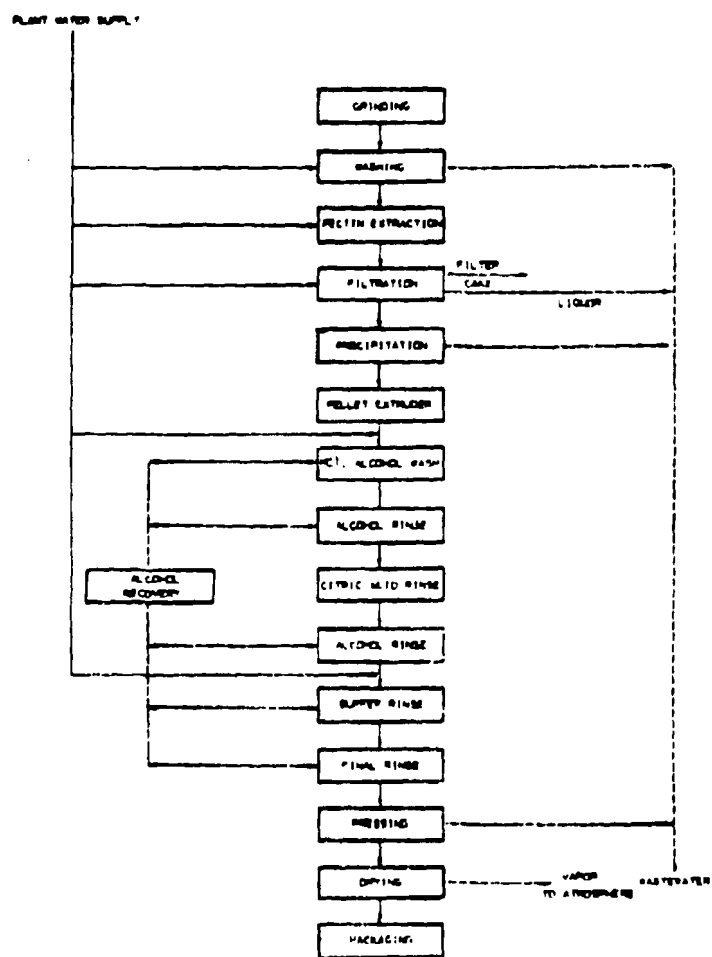 PLANT WATER SUPPLY
GRINDING
WASHING
PECTIN EXTRACTION
FILTRATION
FILTER
CAKE
LIQUOR
PRECIPITATION
PELLET EXTRUDER
HCl, ALCOHOL WASH
ALCOHOL RINSE
ALCOHOL
RECOVERY
CITRIC ACID RINSE
ALCOHOL RINSE
BUFFER RINSE
FINAL RINSE
PRESSING
DRYING
VAPOR
TO ATMOSPHERE
WASTEWATER
PACKAGING